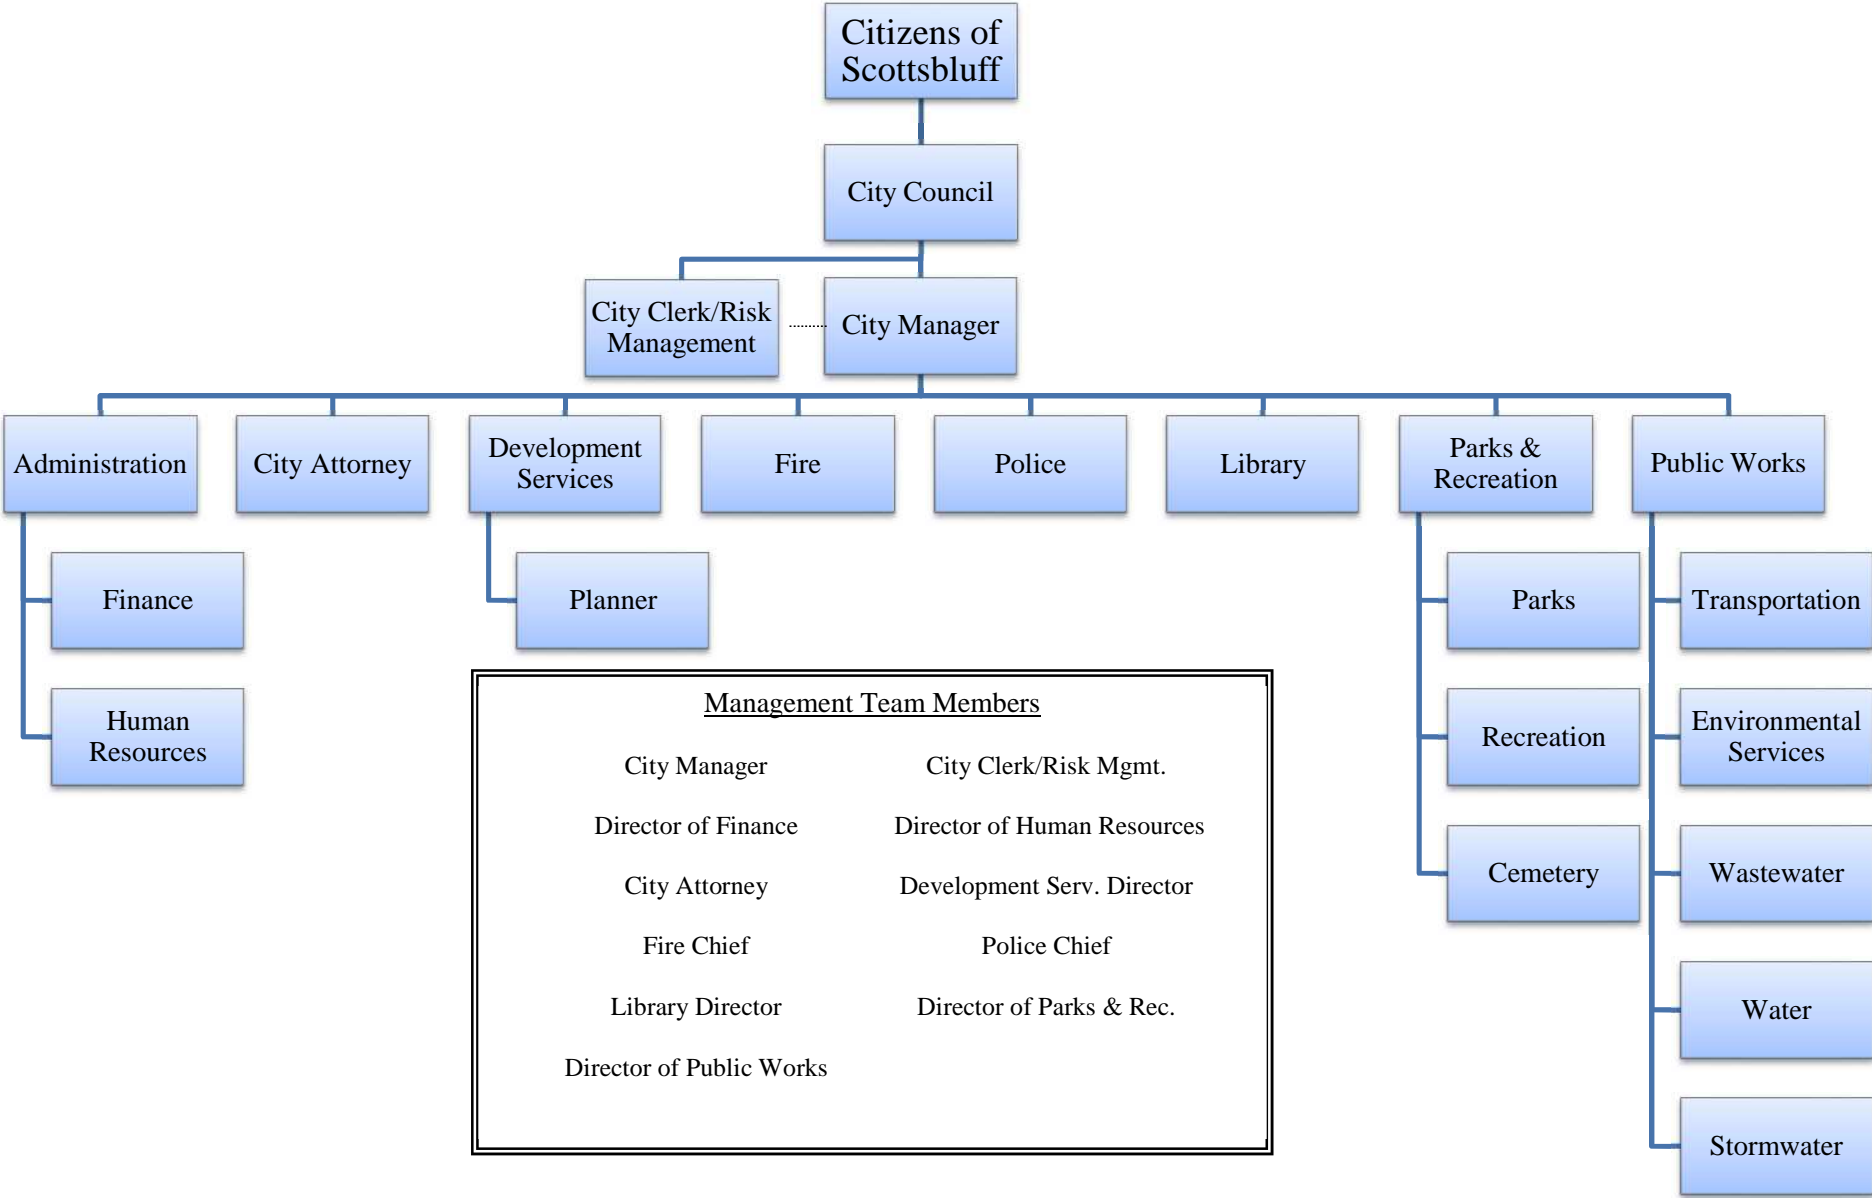 Citizens of
Scottsbluff
City Council
City Clerk/Risk
Management
City Manager
Administration
City Attorney
Development
Services
Fire
Police
Library
Parks &
Recreation
Public Works
Finance
Human
Resources
Planner
Parks
Recreation
Cemetery
Transportation
Environmental
Services
Wastewater
Water
Stormwater
Management Team Members
City Manager City Clerk/Risk Mgmt.
Director of Finance Director of Human Resources
City Attorney Development Serv. Director
Fire Chief Police Chief
Library Director Director of Parks & Rec.
Director of Public Works